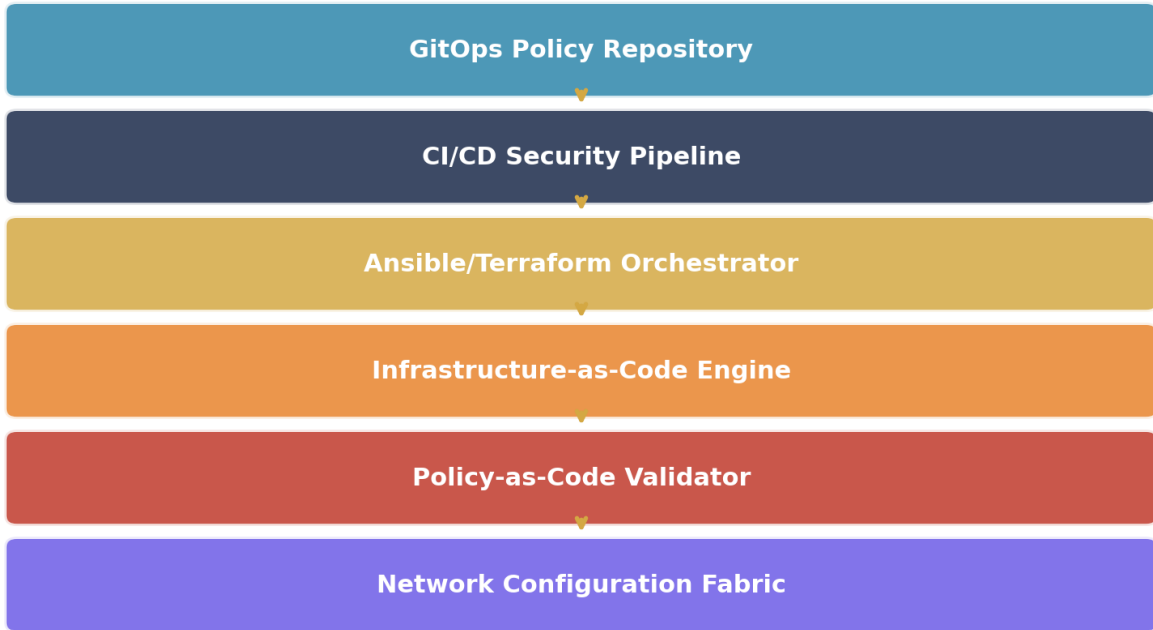 GitOps Policy Repository
CI/CD Security Pipeline
Ansible/Terraform Orchestrator
Infrastructure-as-Code Engine
Policy-as-Code Validator
Network Configuration Fabric